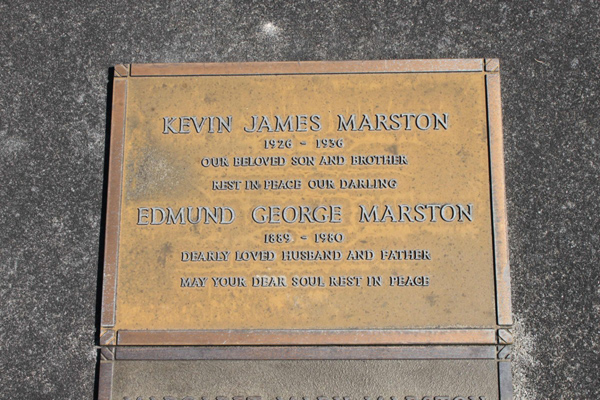 KEVIN JAMES MARSTON
1926 - 1936
OUR BELOVED SON AND BROTHER
REST IN PEACE OUR DARLING
EDMUND GEORGE MARSTON
1889 - 1980
DEARLY LOVED HUSBAND AND FATHER
MAY YOUR DEAR SOUL REST IN PEACE